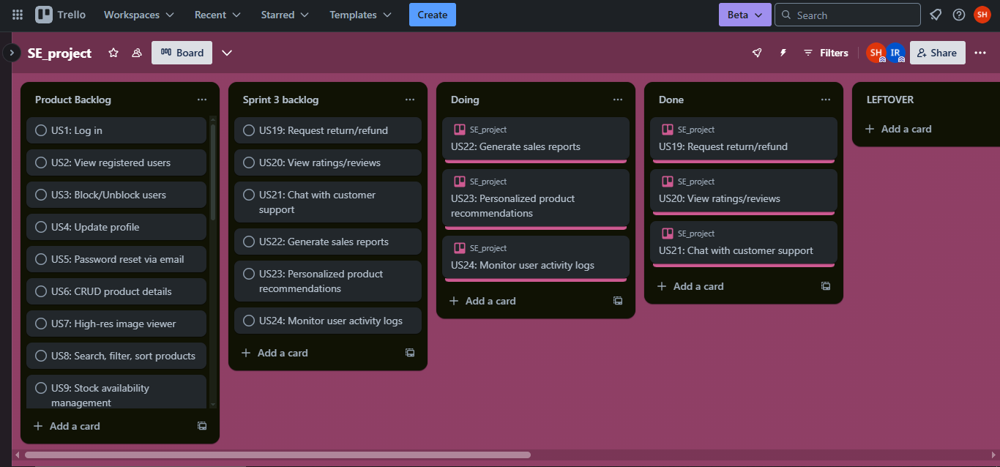 Trello
Workspaces
Recent
Starred
Templates
Create
Beta
Search
SH
SE_project
Board
Filters
SH
IR
Share
Product Backlog
US1: Log in
US2: View registered users
US3: Block/Unblock users
US4: Update profile
US5: Password reset via email
US6: CRUD product details
US7: High-res image viewer
US8: Search, filter, sort products
US9: Stock availability
management
Add a card
Sprint 3 backlog
US19: Request return/refund
US20: View ratings/reviews
US21: Chat with customer
support
US22: Generate sales reports
US23: Personalized product
recommendations
US24: Monitor user activity logs
Add a card
Doing
SE_project
US22: Generate sales reports
SE_project
US23: Personalized product
recommendations
SE_project
US24: Monitor user activity logs
Add a card
Done
SE_project
US19: Request return/refund
SE_project
US20: View ratings/reviews
SE_project
US21: Chat with customer support
Add a card
LEFTOVER
Add a card